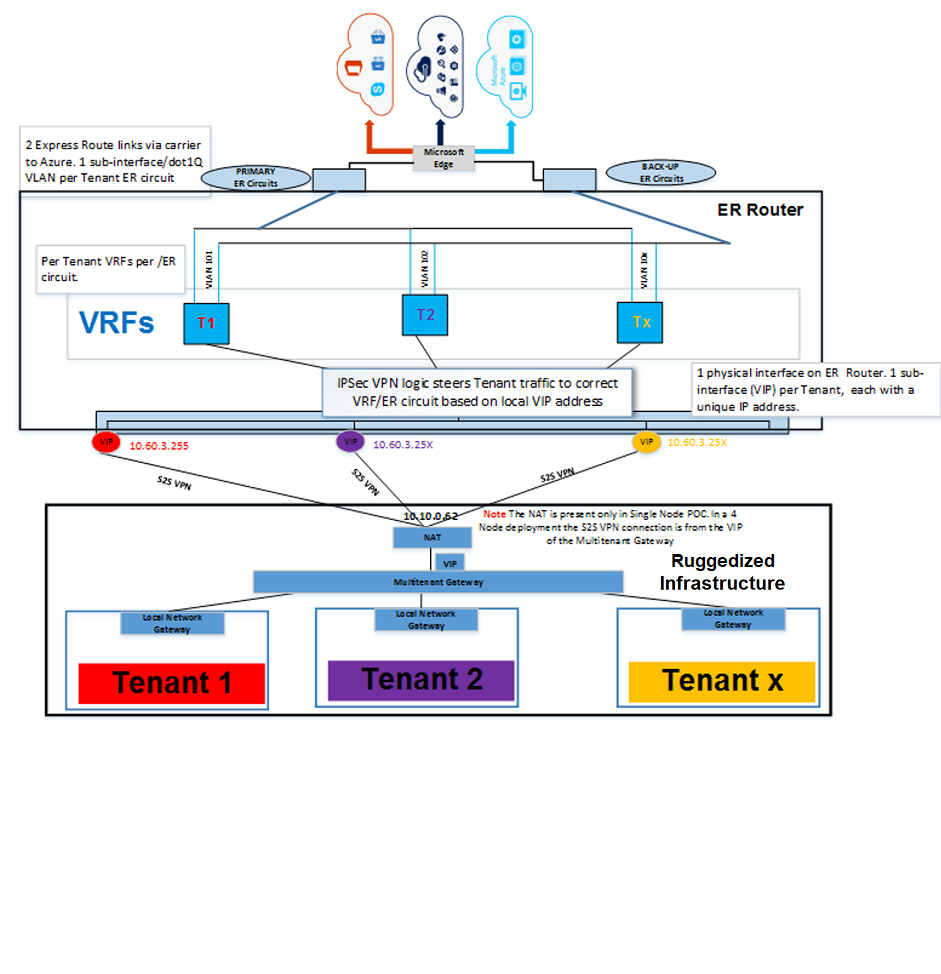 Microsoft
Azure
Microsoft
Edge
2 Express Route links via carrier
to Azure. 1 sub-interface/dot1Q
VLAN per Tenant ER circuit
PRIMARY
ER Circuits
BACK-UP
ER Circuits
ER Router
Per Tenant VRFs per /ER
circuit.
VLAN 101
VLAN 102
VLAN 10x
VRFs
T1
T2
Tx
IPSec VPN logic steers Tenant traffic to correct
VRF/ER circuit based on local VIP address
1 physical interface on ER Router. 1 sub-
interface (VIP) per Tenant, each with a
unique IP address.
VIP
10.60.3.255
VIP
10.60.3.25X
VIP
10.60.3.25X
S2S VPN
S2S VPN
S2S VPN
10.10.0.62
Note The NAT is present only in Single Node POC. In a 4
Node deployment the S2S VPN connection is from the VIP
of the Multitenant Gateway
NAT
VIP
Multitenant Gateway
Ruggedized
Infrastructure
Local Network
Gateway
Local Network
Gateway
Local Network
Gateway
Tenant 1
Tenant 2
Tenant x